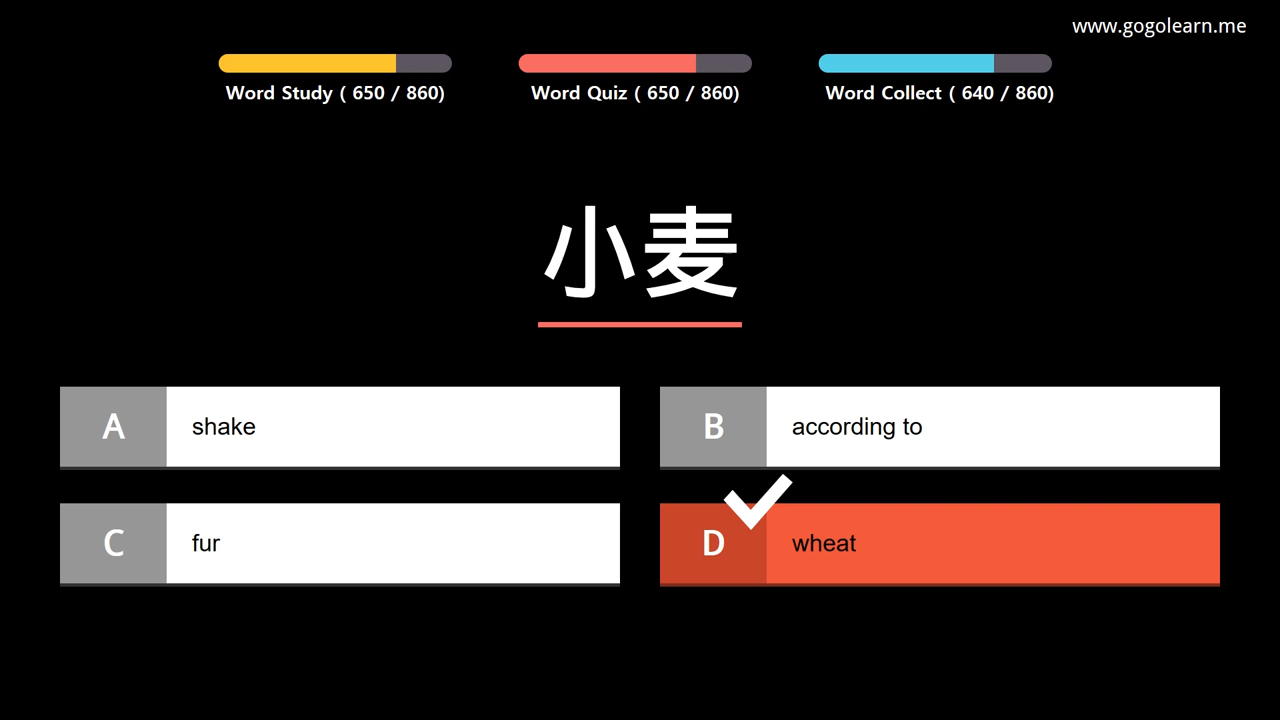 www.gogolearn.me
Word Study ( 650 / 860)
Word Quiz ( 650 / 860)
Word Collect ( 640 / 860)
小麦
A shake
B according to
C fur
D wheat